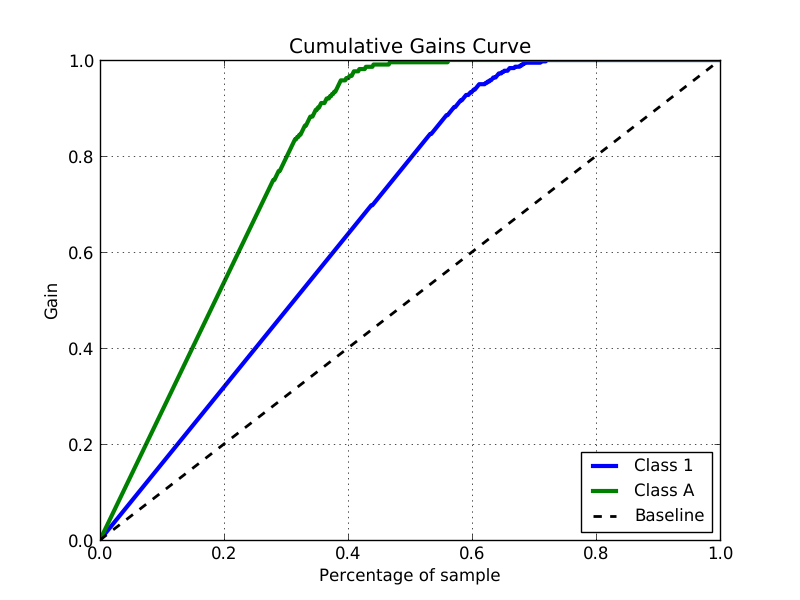 Cumulative Gains Curve
1.0
0.8
0.6
0.4
0.2
0.0
Gain
0.0 0.2 0.4 0.6 0.8 1.0
Percentage of sample
Class 1
Class A
Baseline